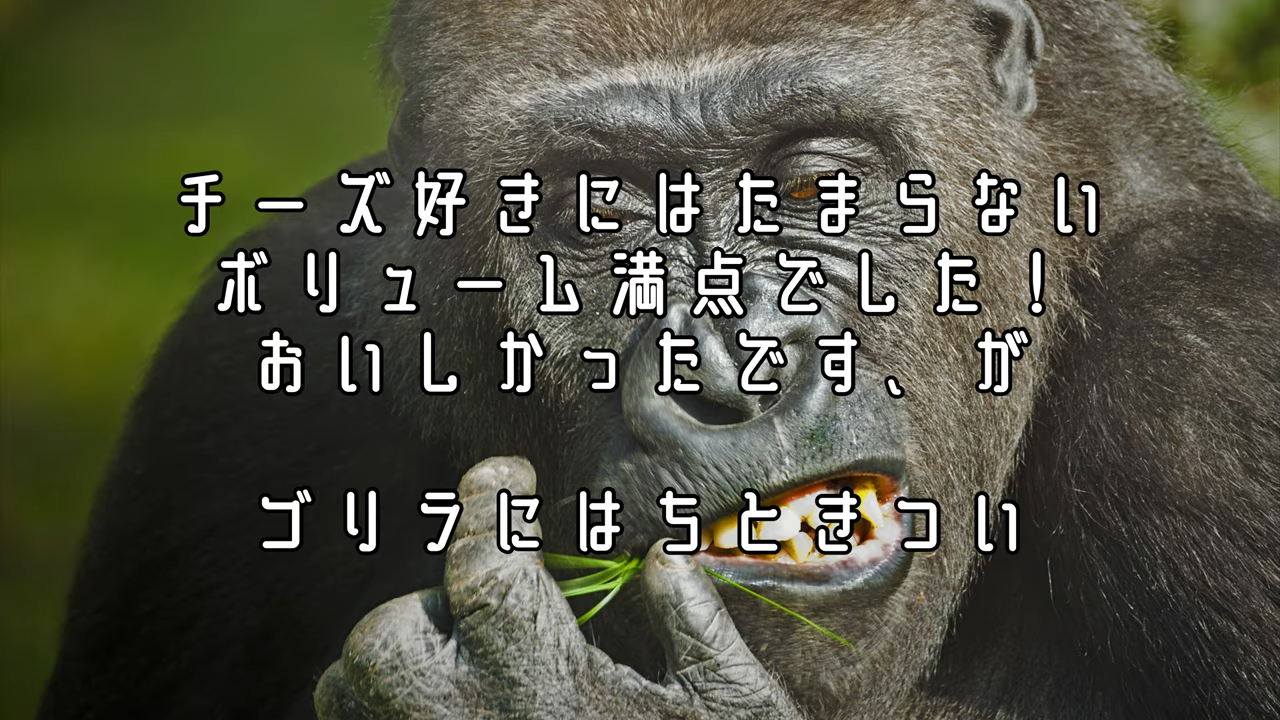 チーズ好きにはたまらない
ボリューム満点でした!
おいしかったです、が
ゴリラにはちときつい